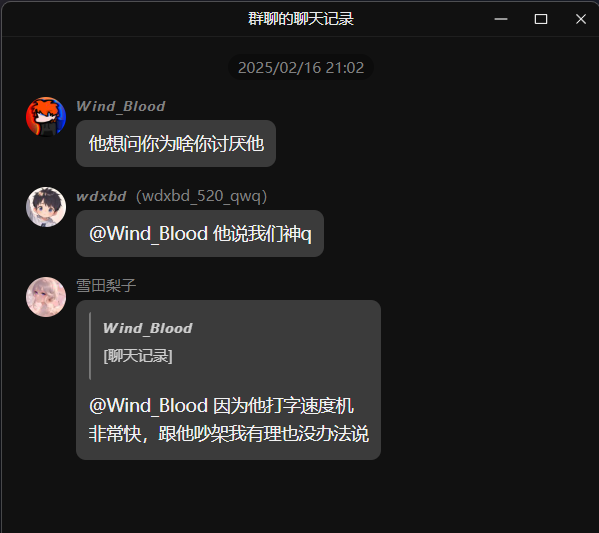 群聊的聊天记录
2025/02/16 21:02
Wind_Blood
他想问你为啥你讨厌他
wdxbd（wdxbd_520_qwq）
@Wind_Blood 他说我们神q
雪田梨子
Wind_Blood
[聊天记录]
@Wind_Blood 因为他打字速度机
非常快，跟他吵架我有理也没办法说